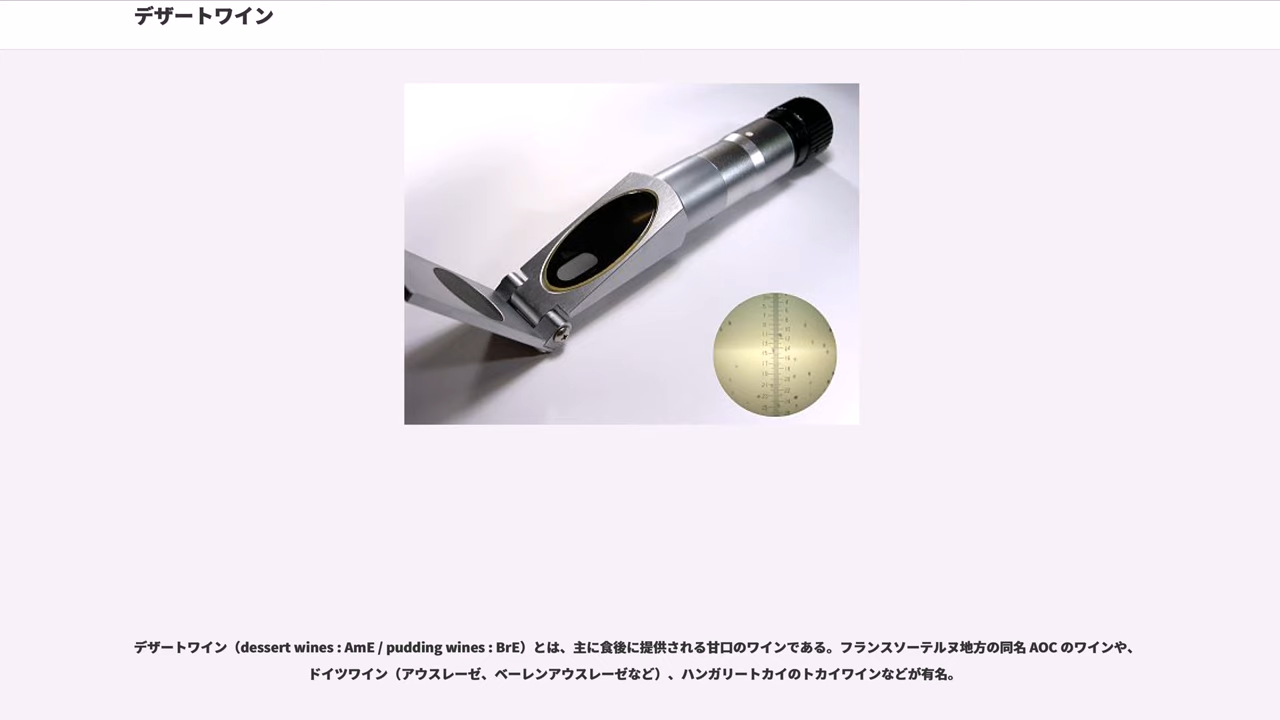 デザートワイン
デザートワイン（dessert wines : AmE / pudding wines : BrE）とは、主に食後に提供される甘口のワインである。フランスソーテルヌ地方の同名 AOC のワインや、
ドイツワイン（アウスレーゼ、ベーレンアウスレーゼなど）、ハンガリートカイのトカイワインなどが有名。